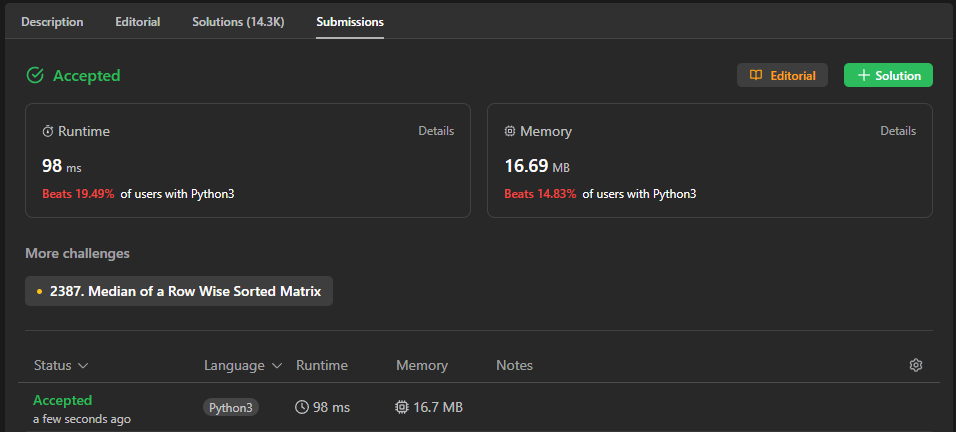 Description Editorial Solutions (14.3K) Submissions
Accepted Editorial Solution
Runtime Details Memory Details
98 ms 16.69 MB
Beats 19.49% of users with Python3 Beats 14.83% of users with Python3
More challenges
2387. Median of a Row Wise Sorted Matrix
Status Language Runtime Memory Notes
Accepted Python3 98 ms 16.7 MB
a few seconds ago